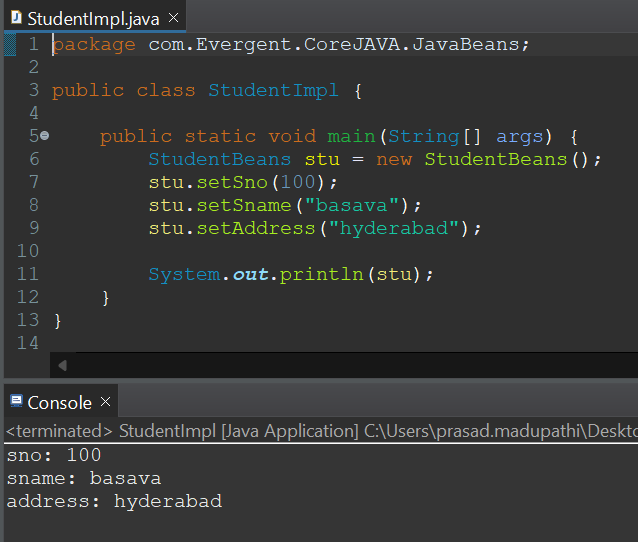 StudentImpl.java ×
1 package com.Evergent.CoreJAVA.JavaBeans;
2
3 public class StudentImpl {
4
5     public static void main(String[] args) {
6         StudentBeans stu = new StudentBeans();
7         stu.setSno(100);
8         stu.setSname("basava");
9         stu.setAddress("hyderabad");
10
11         System.out.println(stu);
12     }
13 }
14
Console ×
<terminated> StudentImpl [Java Application] C:\Users\prasad.madupathi\Deskto
sno: 100
sname: basava
address: hyderabad